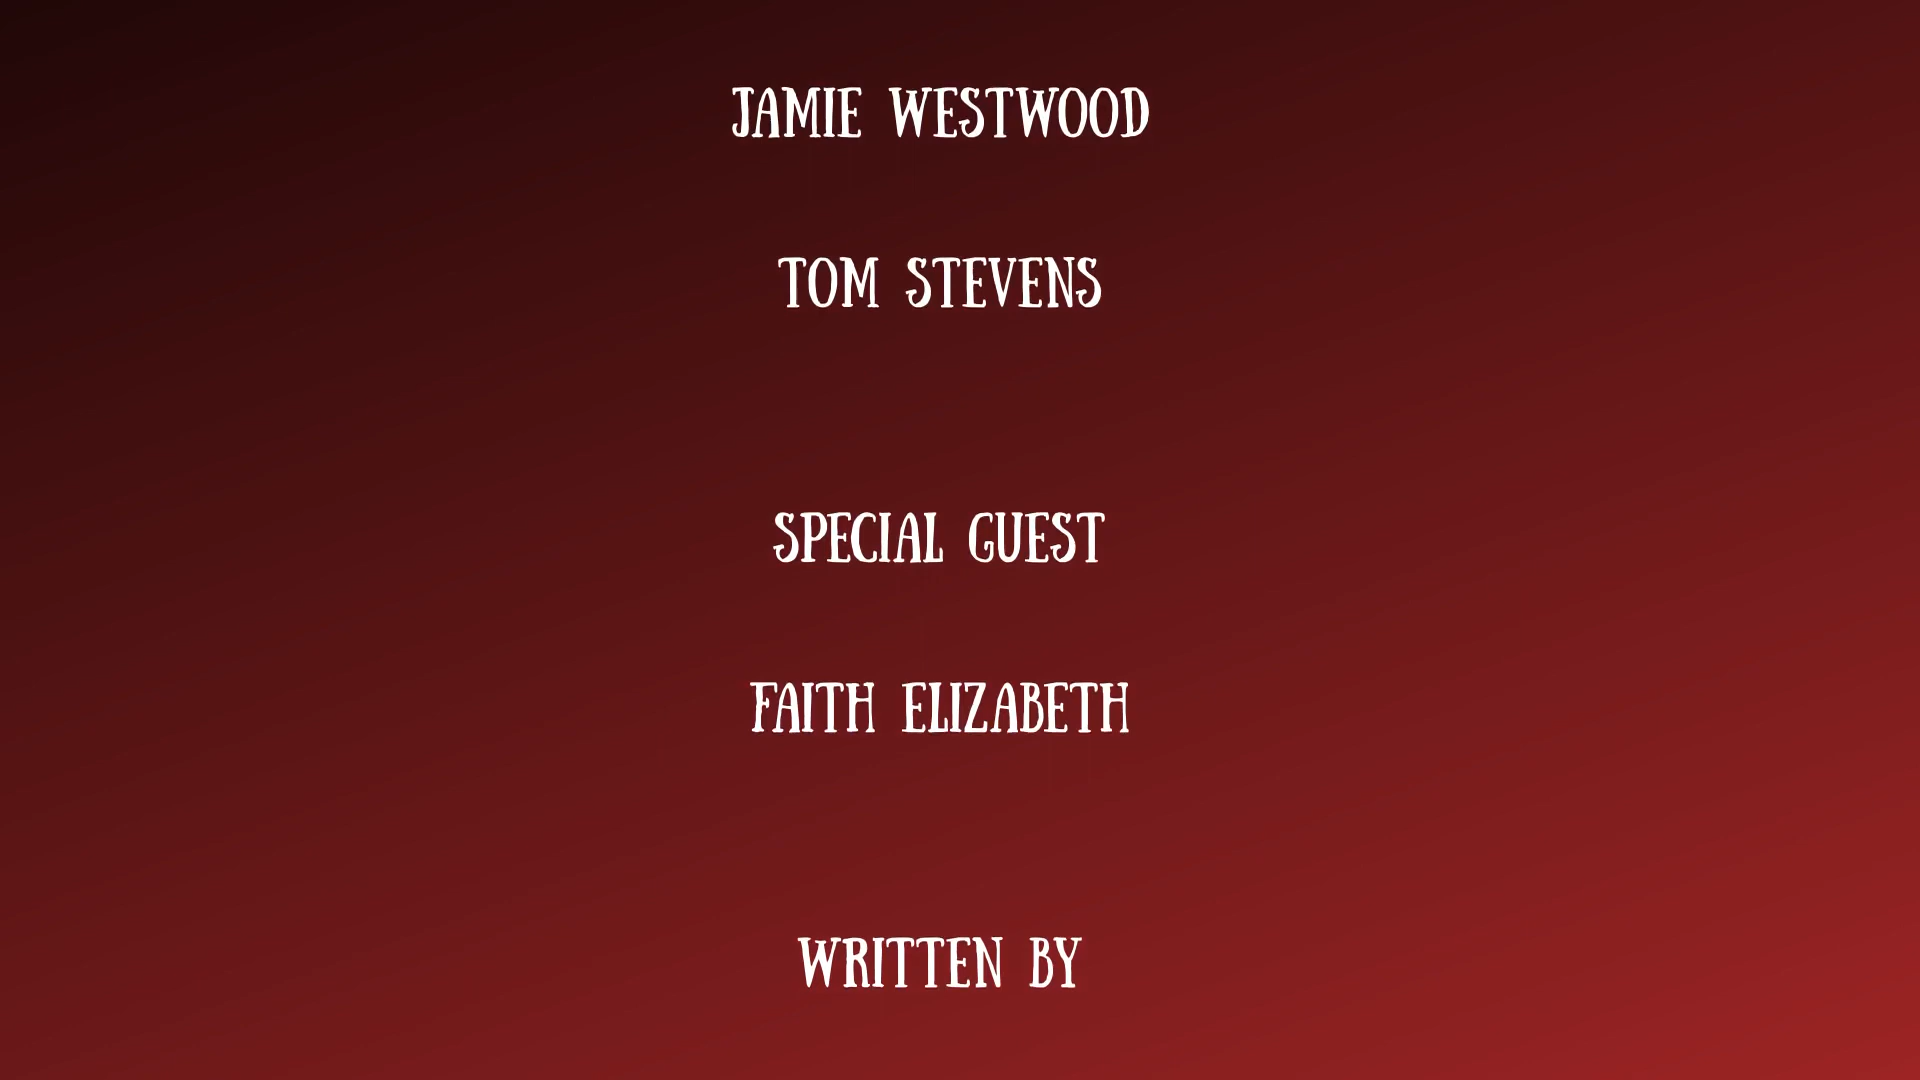 JAMIE WESTWOOD
TOM STEVENS
SPECIAL GUEST
FAITH ELIZABETH
WRITTEN BY